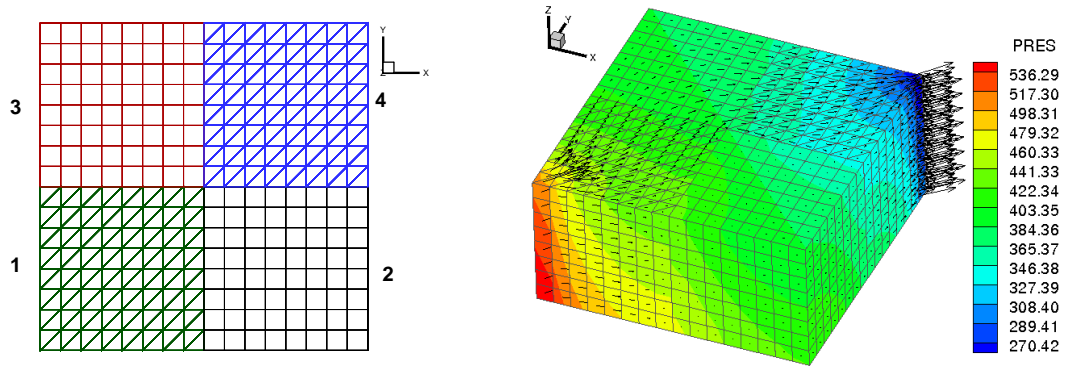 3
1
4
2
Y
Z
X
Z
Y
X
PRES
536.29
517.30
498.31
479.32
460.33
441.33
422.34
403.35
384.36
365.37
346.38
327.39
308.40
289.41
270.42